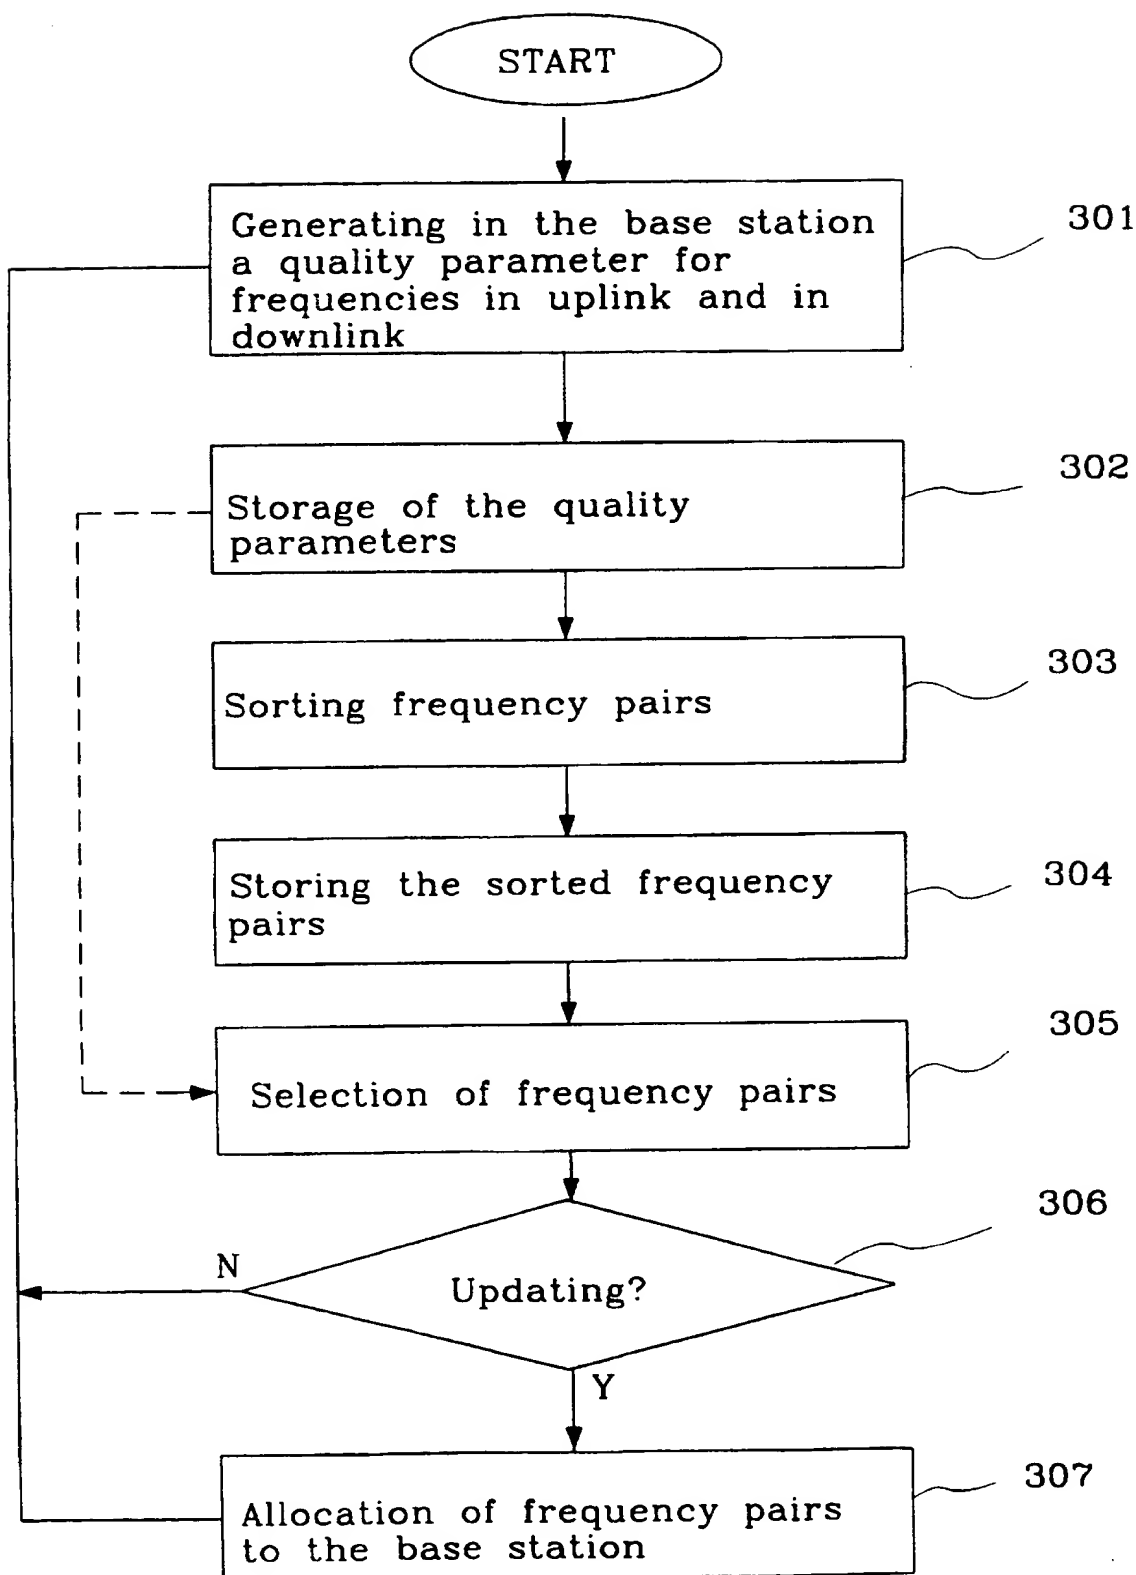 START
Generating in the base station
a quality parameter for
frequencies in uplink and in
downlink
301
Storage of the quality
parameters
302
Sorting frequency pairs
303
Storing the sorted frequency
pairs
304
Selection of frequency pairs
305
Updating?
306
N
Y
Allocation of frequency pairs
to the base station
307